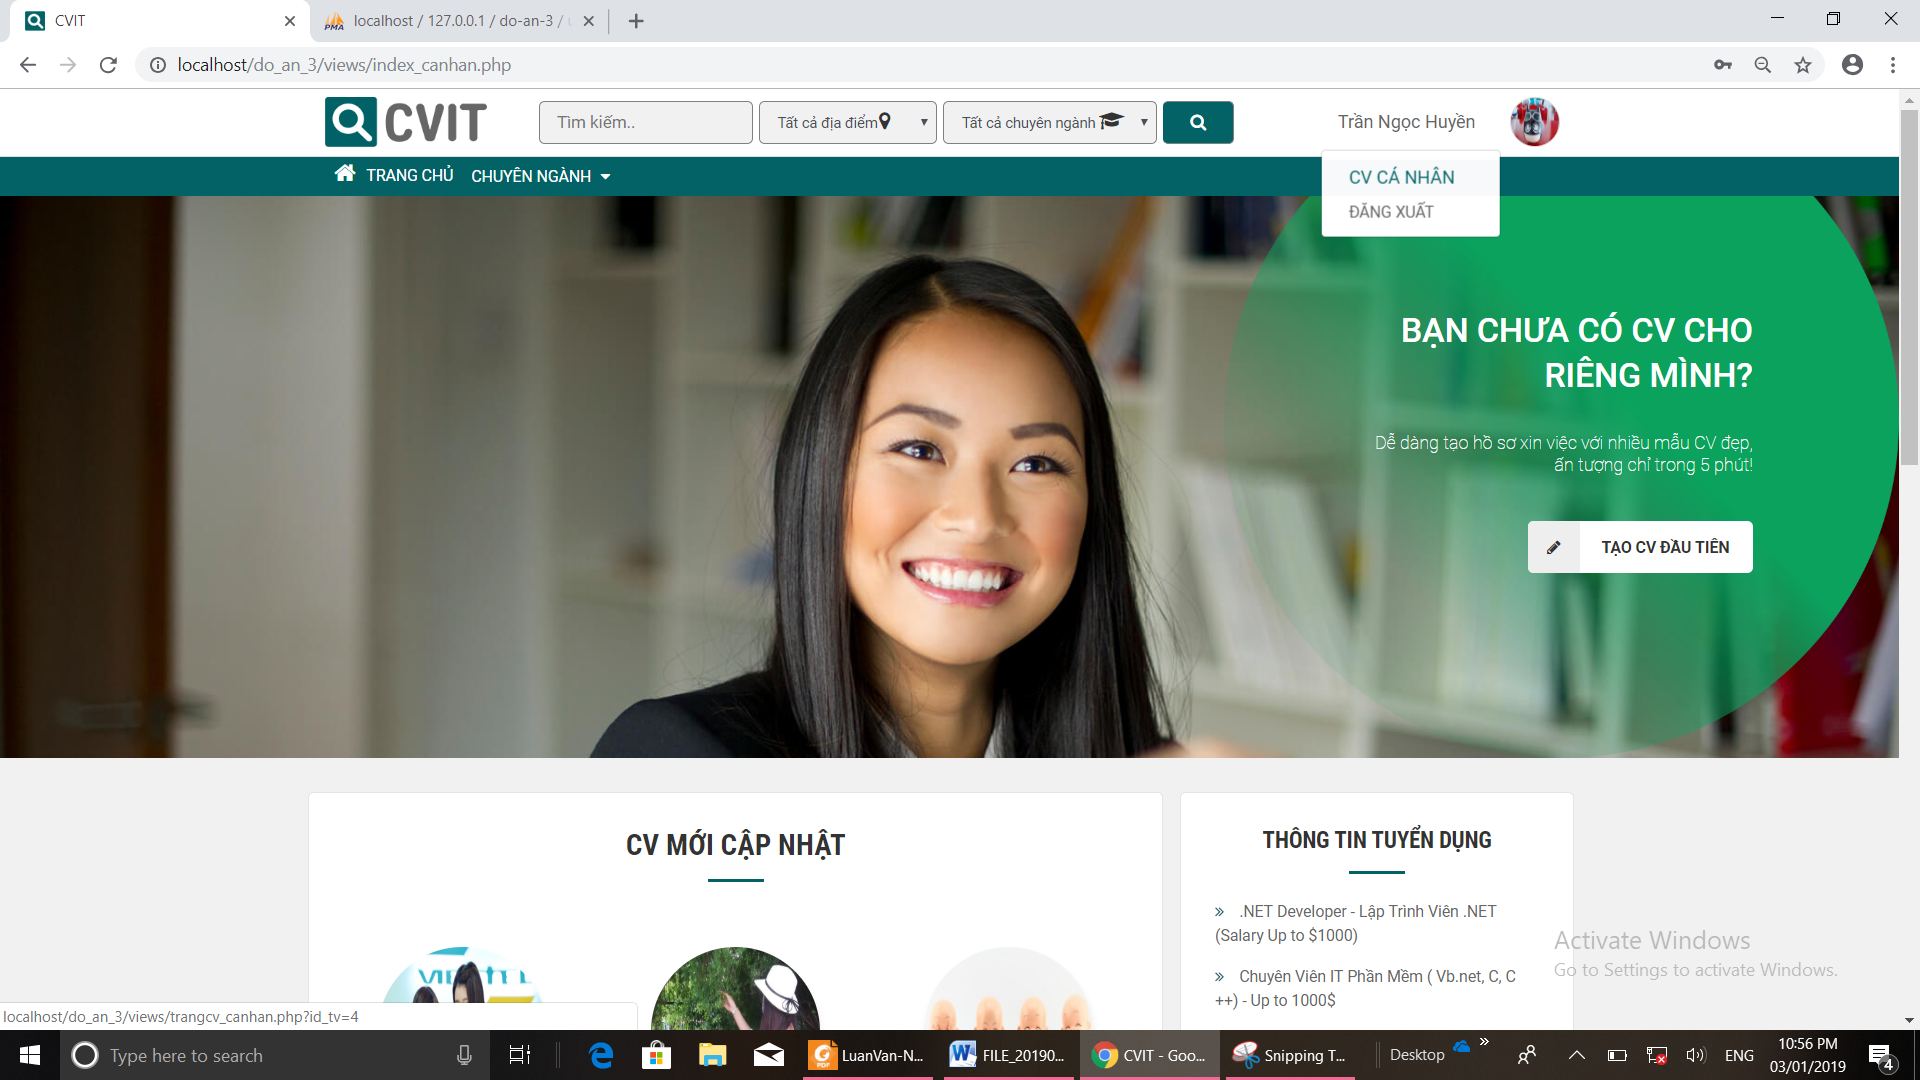 CVIT
localhost / 127.0.0.1 / do-an-3 /
localhost/do_an_3/views/index_canhan.php
CVIT
Tìm kiếm..
Tất cả địa điểm
Tất cả chuyên ngành
Trần Ngọc Huyền
TRANG CHỦ
CHUYÊN NGÀNH
CV CÁ NHÂN
ĐĂNG XUẤT
BẠN CHƯA CÓ CV CHO
RIÊNG MÌNH?
Dễ dàng tạo hồ sơ xin việc với nhiều mẫu CV đẹp,
ấn tượng chỉ trong 5 phút!
TẠO CV ĐẦU TIÊN
CV MỚI CẬP NHẬT
THÔNG TIN TUYỂN DỤNG
» .NET Developer - Lập Trình Viên .NET
(Salary Up to $1000)
» Chuyên Viên IT Phần Mềm ( Vb.net, C, C
++) - Up to 1000$
Activate Windows
Go to Settings to activate Windows.
localhost/do_an_3/views/trangcv_canhan.php?id_tv=4
Type here to search
LuanVan-N...
FILE_20190...
CVIT - Goo...
Snipping T...
Desktop
ENG
10:56 PM
03/01/2019
4